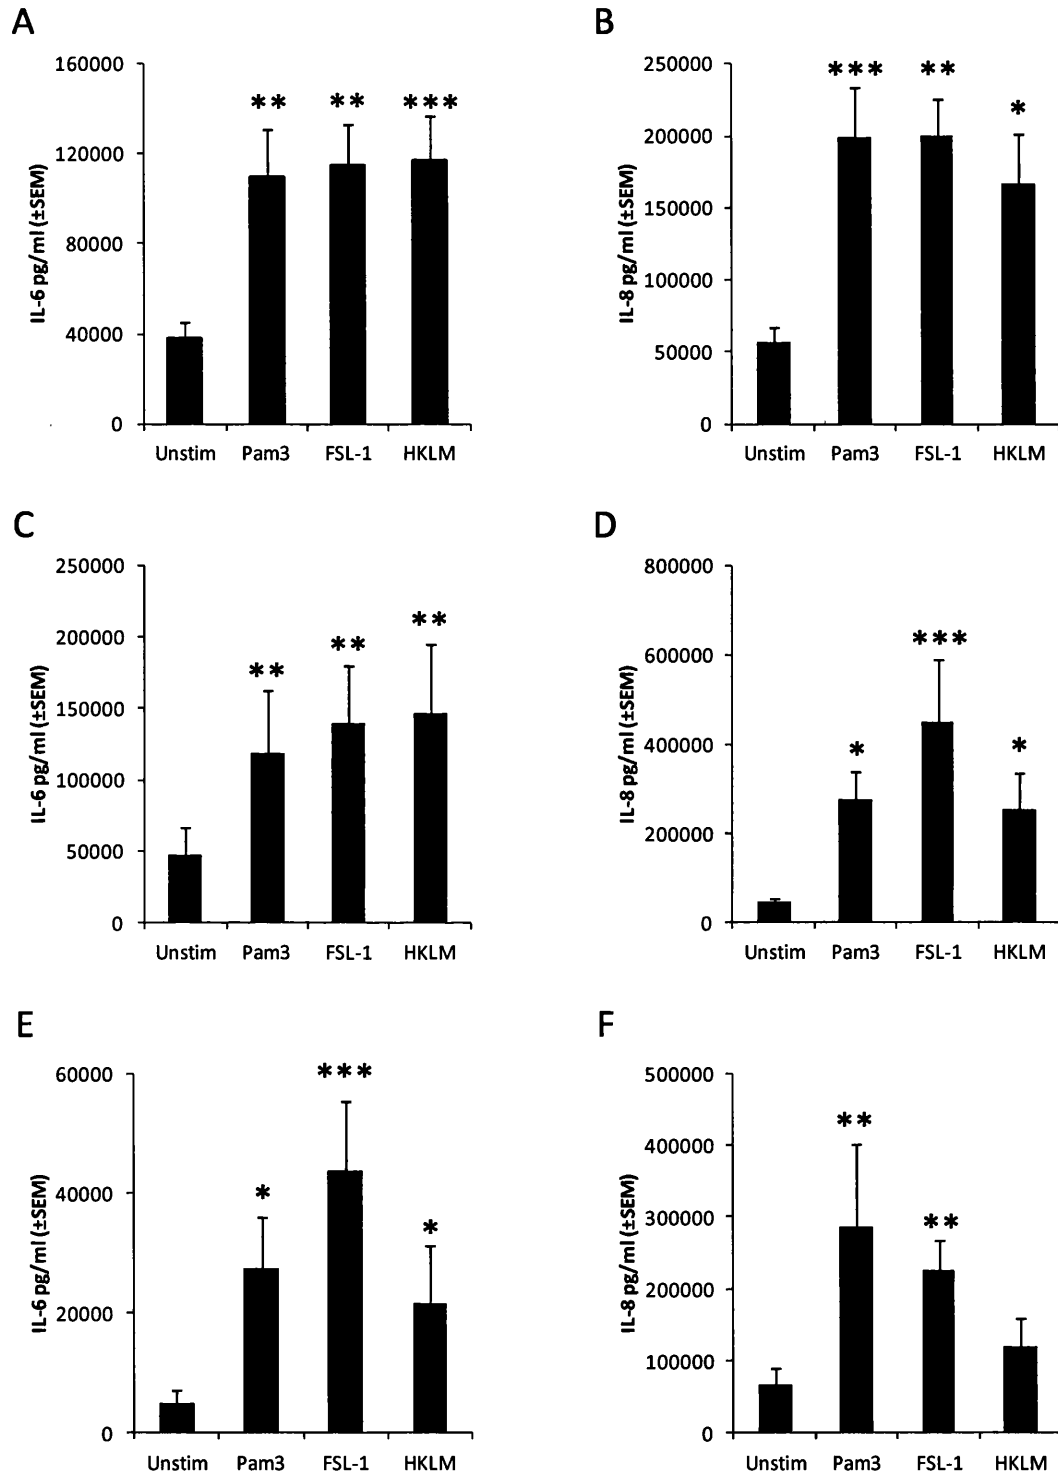 A
IL-6 pg/ml (±SEM)
160000
120000
80000
40000
0
** ** ***
Unstim Pam3 FSL-1 HKLM
B
IL-8 pg/ml (±SEM)
250000
200000
150000
100000
50000
0
*** ** *
Unstim Pam3 FSL-1 HKLM
C
IL-6 pg/ml (±SEM)
250000
200000
150000
100000
50000
0
** ** **
Unstim Pam3 FSL-1 HKLM
D
IL-8 pg/ml (±SEM)
800000
600000
400000
200000
0
* *** *
Unstim Pam3 FSL-1 HKLM
E
IL-6 pg/ml (±SEM)
60000
40000
20000
0
* *** *
Unstim Pam3 FSL-1 HKLM
F
IL-8 pg/ml (±SEM)
500000
400000
300000
200000
100000
0
** **
Unstim Pam3 FSL-1 HKLM